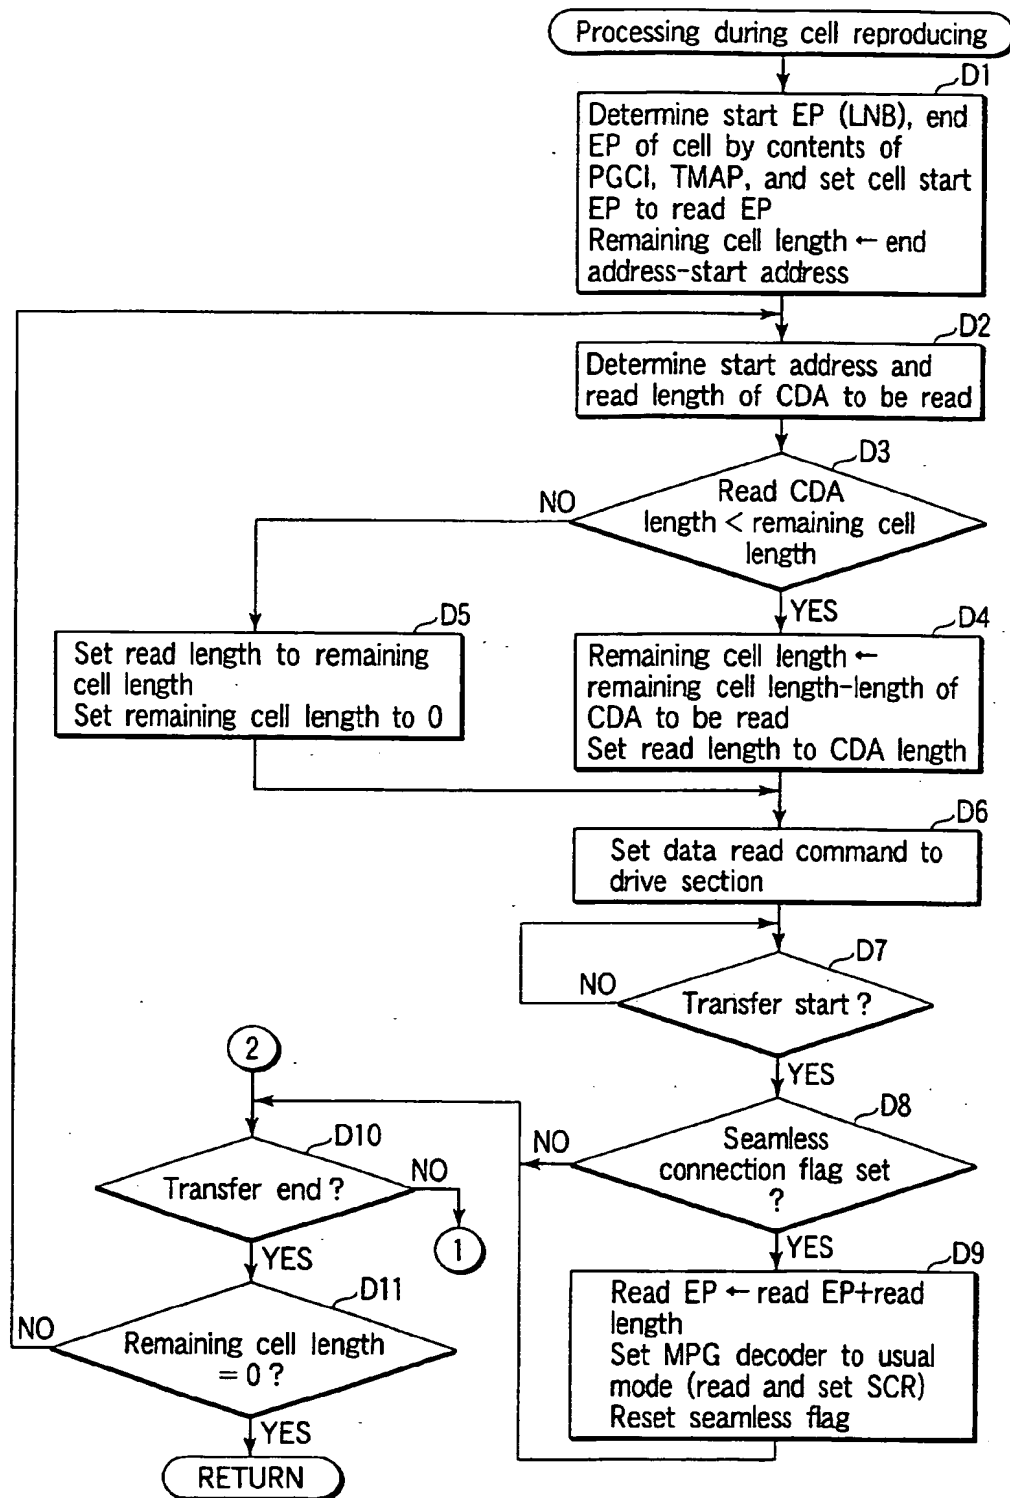 Processing during cell reproducing
D1
Determine start EP (LNB), end
EP of cell by contents of
PGCI, TMAP, and set cell start
EP to read EP
Remaining cell length ← end
address-start address
D2
Determine start address and
read length of CDA to be read
D3
Read CDA
length < remaining cell
length
NO
YES
D5
Set read length to remaining
cell length
Set remaining cell length to 0
D4
Remaining cell length ←
remaining cell length-length of
CDA to be read
Set read length to CDA length
D6
Set data read command to
drive section
D7
Transfer start ?
NO
YES
D8
Seamless
connection flag set
?
NO
YES
D9
Read EP ← read EP+read
length
Set MPG decoder to usual
mode (read and set SCR)
Reset seamless flag
2
D10
Transfer end ?
NO
1
YES
D11
Remaining cell length
= 0 ?
NO
YES
RETURN